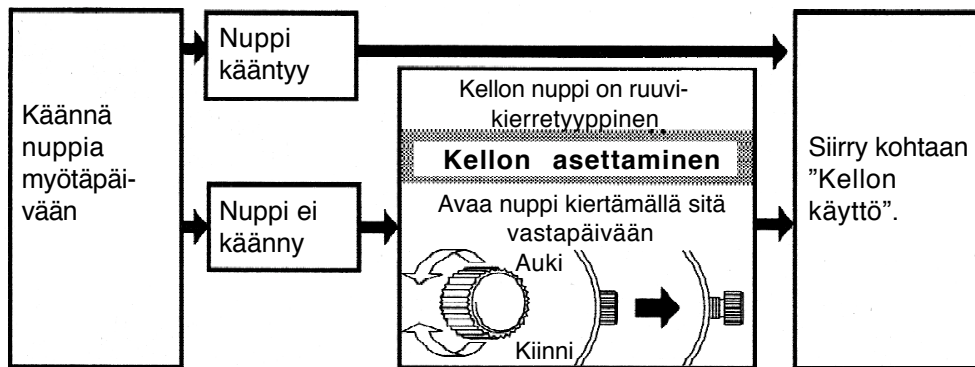 Käännä
nuppia
myötäpäi-
vään
Nuppi
kääntyy
Nuppi ei
käänny
Kellon nuppi on ruuvi-
kierretyyppinen
Kellon asettaminen
Avaa nuppi kiertämällä sitä
vastapäivään
Auki
Kiinni
Siirry kohtaan
”Kellon
käyttö”.